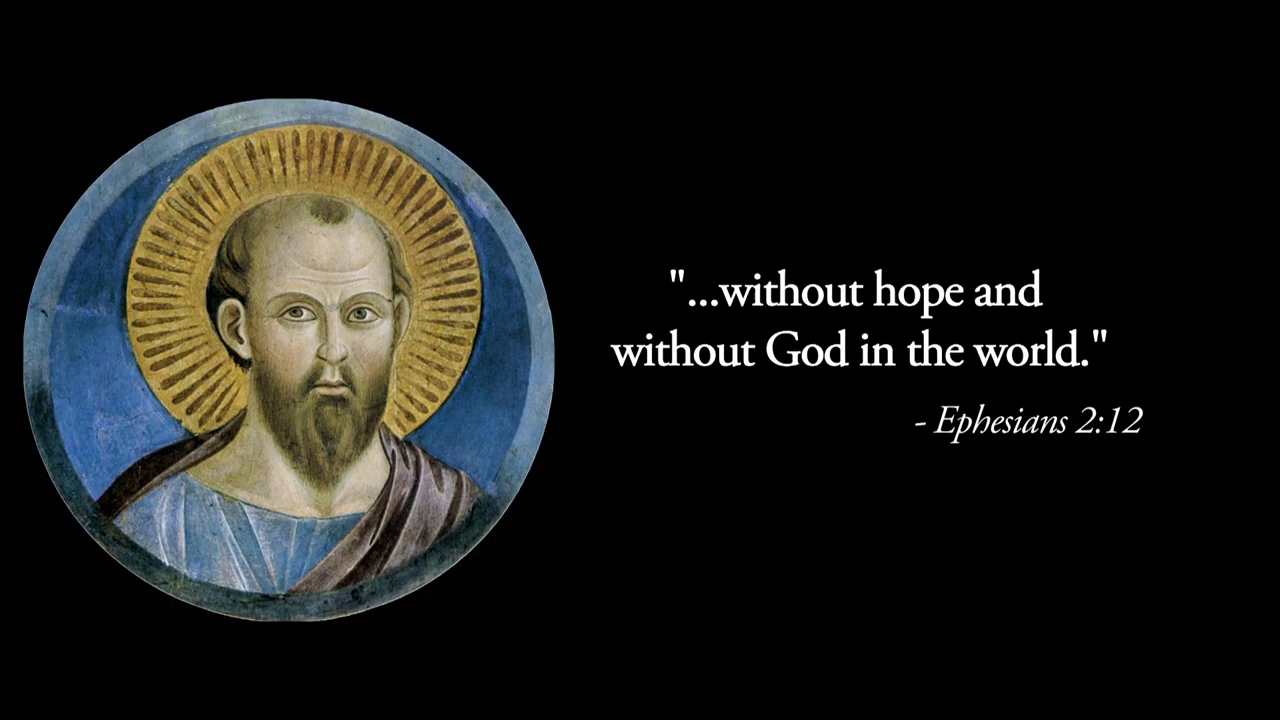 "...without hope and
without God in the world."
- Ephesians 2:12